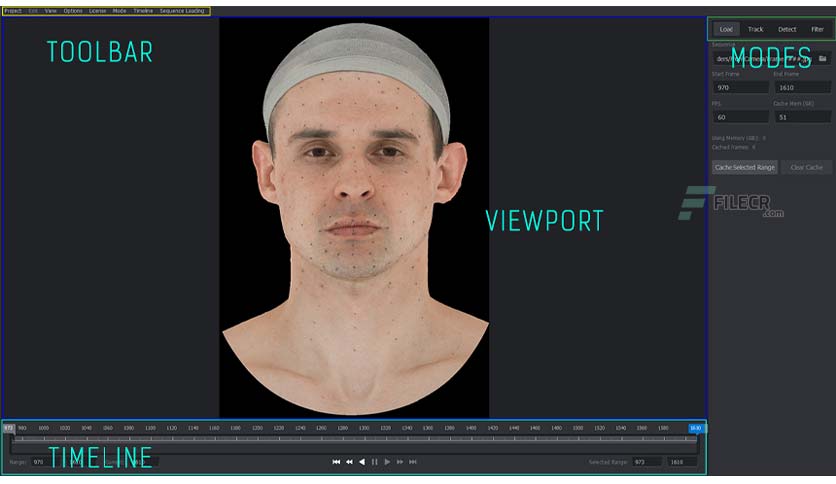 Project Edit View Options License Mode Timeline Sequence Loading
TOOLBAR
Load Track Detect Filter
Sequence
MODES
Start Frame End Frame
970 1610
FPS Cache Mem (GB)
60 51
Using Memory (GB): 0
Cached frames: 0
Cache Selected Range Clear Cache
FILECR
.com
VIEWPORT
973 980 1000 1020 1040 1060 1080 1100 1120 1140 1160 1180 1200 1220 1240 1260 1280 1300 1320 1340 1360 1380 1400 1420 1440 1460 1480 1500 1520 1540 1560 1580 1610
TIMELINE
Range: 970
Selected Range: 973 1610